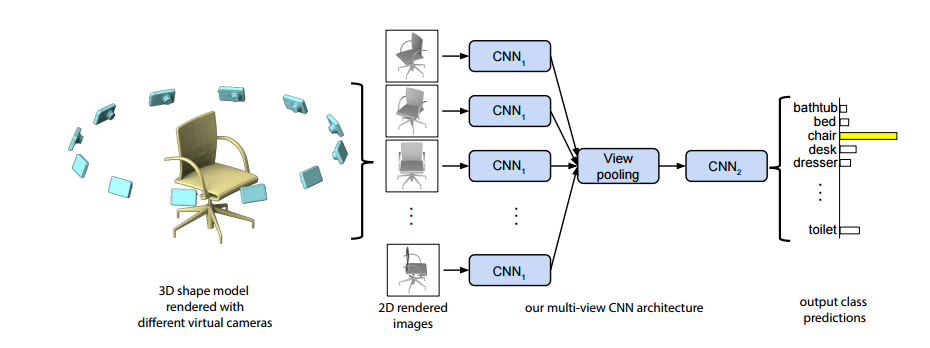 CNN1
CNN1
CNN1
CNN1
View
pooling
CNN2
bathtub
bed
chair
desk
dresser
toilet
3D shape model
rendered with
different virtual cameras
2D rendered
images
our multi-view CNN architecture
output class
predictions